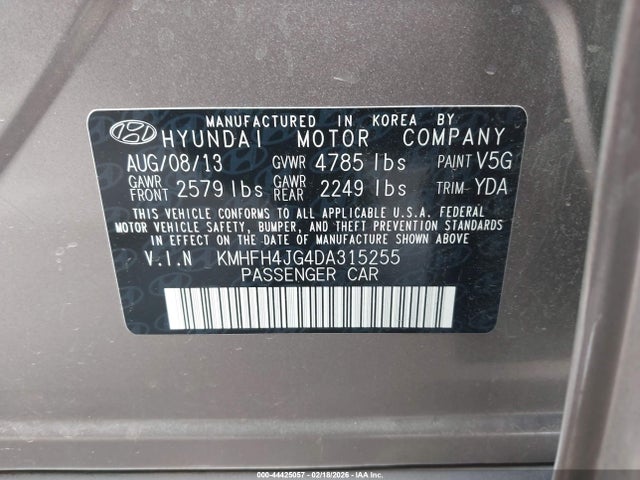 MANUFACTURED IN KOREA BY
HYUNDAI MOTOR COMPANY
AUG/08/13 GVWR 4785 lbs PAINT V5G
GAWR FRONT 2579 lbs GAWR REAR 2249 lbs TRIM YDA
THIS VEHICLE CONFORMS TO ALL APPLICABLE U.S.A. FEDERAL
MOTOR VEHICLE SAFETY, BUMPER, AND THEFT PREVENTION STANDARDS
IN EFFECT ON THE DATE OF MANUFACTURE SHOWN ABOVE.
V.I.N KMHFH4JG4DA315255
PASSENGER CAR
000-44425057 - 02/18/2026 - IAA Inc.